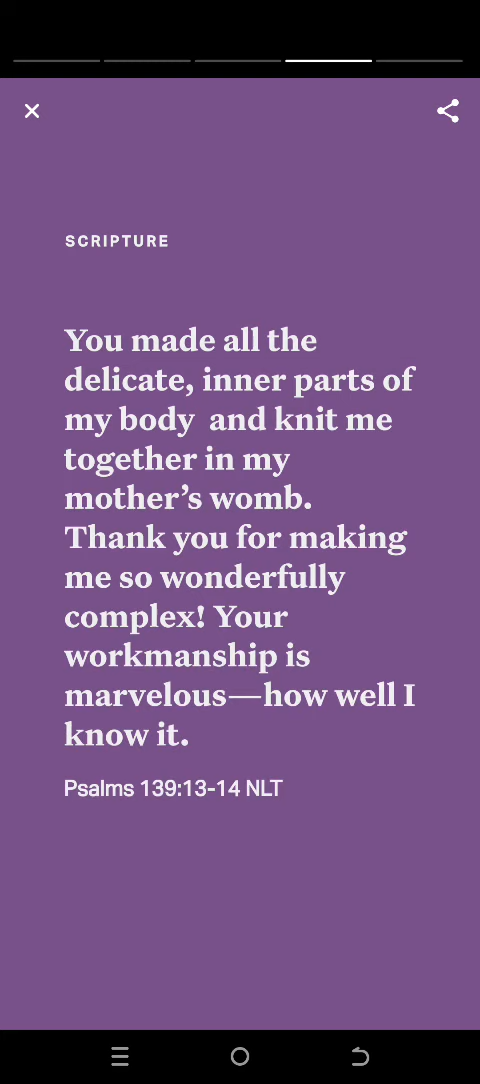 SCRIPTURE
You made all the
delicate, inner parts of
my body  and knit me
together in my
mother’s womb.
Thank you for making
me so wonderfully
complex! Your
workmanship is
marvelous—how well I
know it.
Psalms 139:13-14 NLT